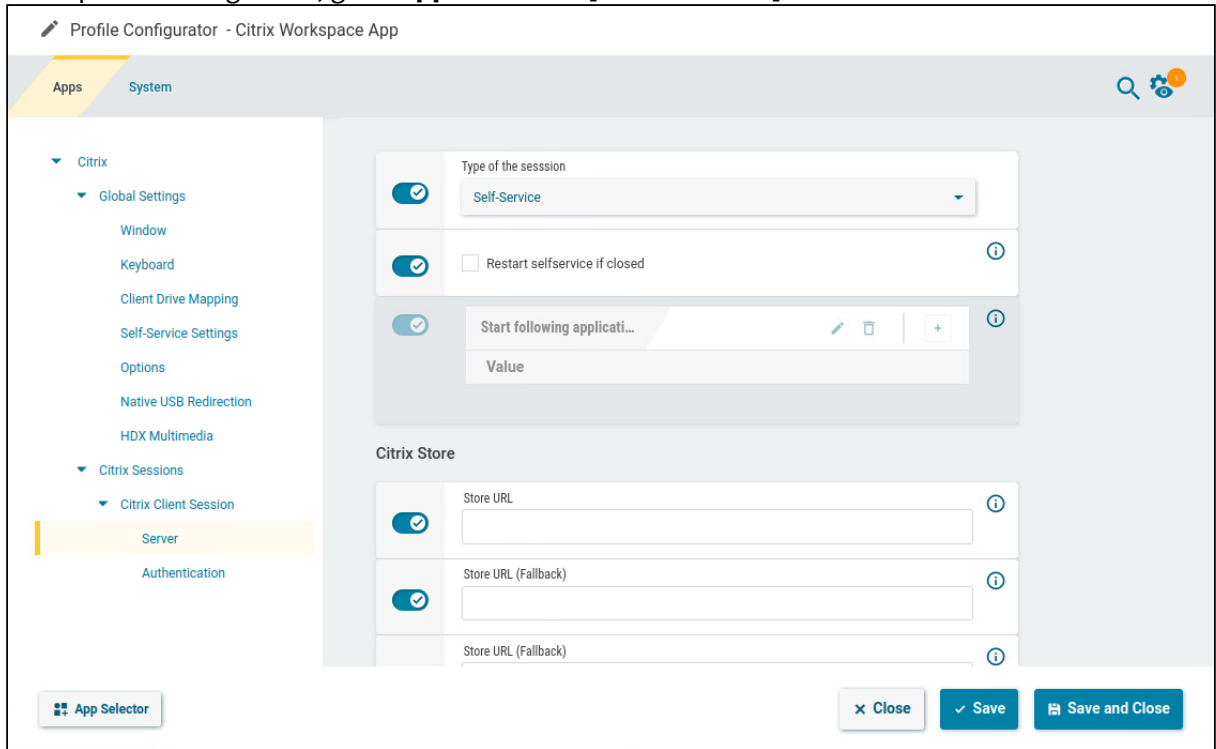 Profile Configurator - Citrix Workspace App
Apps
System
1
Citrix
Global Settings
Window
Keyboard
Client Drive Mapping
Self-Service Settings
Options
Native USB Redirection
HDX Multimedia
Citrix Sessions
Citrix Client Session
Server
Authentication
Type of the sesssion
Self-Service
Restart selfservice if closed
Start following applicati...
Value
Citrix Store
Store URL
Store URL (Fallback)
Store URL (Fallback)
App Selector
Close
Save
Save and Close